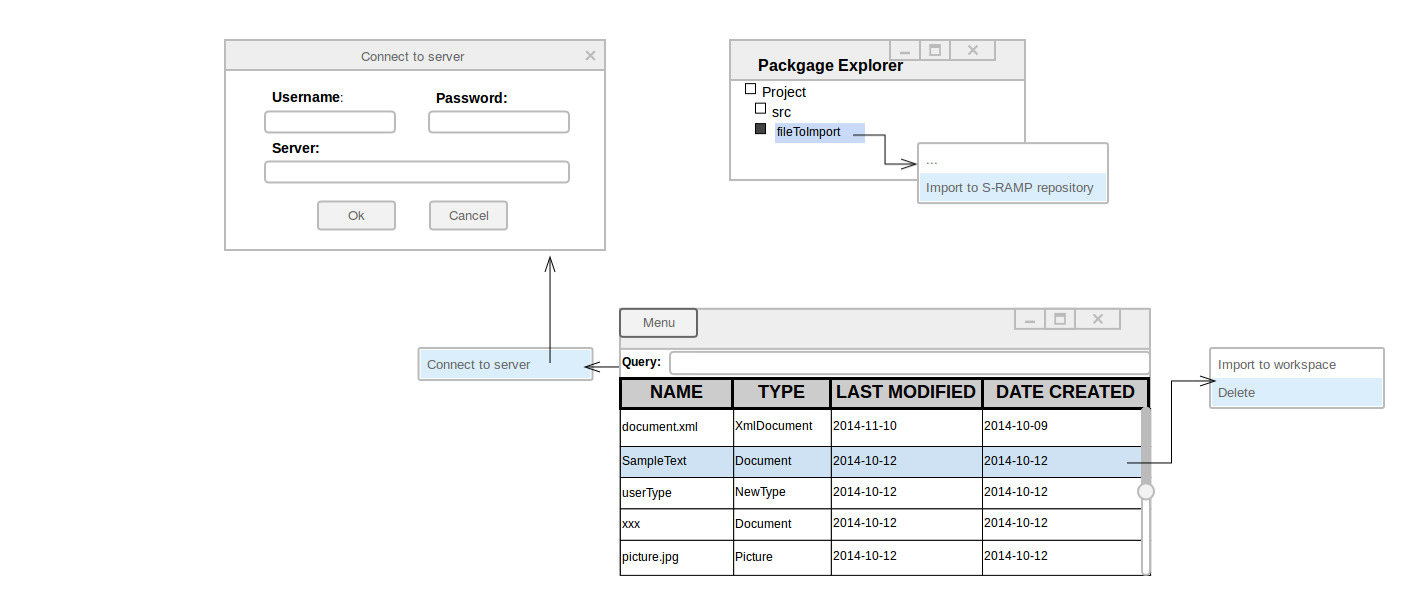 Connect to server
Username:
Password:
Server:
Ok
Cancel
Packgage Explorer
Project
src
fileToImport
...
Import to S-RAMP repository
Menu
Connect to server
Query:
NAME TYPE LAST MODIFIED DATE CREATED
document.xml XmlDocument 2014-11-10 2014-10-09
SampleText Document 2014-10-12 2014-10-12
userType NewType 2014-10-12 2014-10-12
xxx Document 2014-10-12 2014-10-12
picture.jpg Picture 2014-10-12 2014-10-12
Import to workspace
Delete